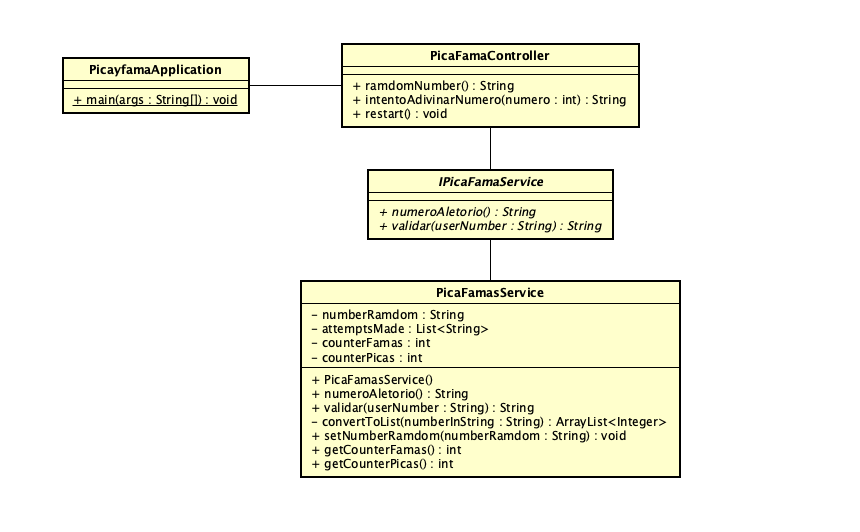 PicayfamaApplication
+ main(args : String[]) : void
PicaFamaController
+ ramdomNumber() : String
+ intentoAdivinarNumero(numero : int) : String
+ restart() : void
IPicaFamaService
+ numeroAletorio() : String
+ validar(userNumber : String) : String
PicaFamasService
- numberRamdom : String
- attemptsMade : List<String>
- counterFamas : int
- counterPicas : int
+ PicaFamasService()
+ numeroAletorio() : String
+ validar(userNumber : String) : String
- convertToList(numberInString : String) : ArrayList<Integer>
+ setNumberRamdom(numberRamdom : String) : void
+ getCounterFamas() : int
+ getCounterPicas() : int